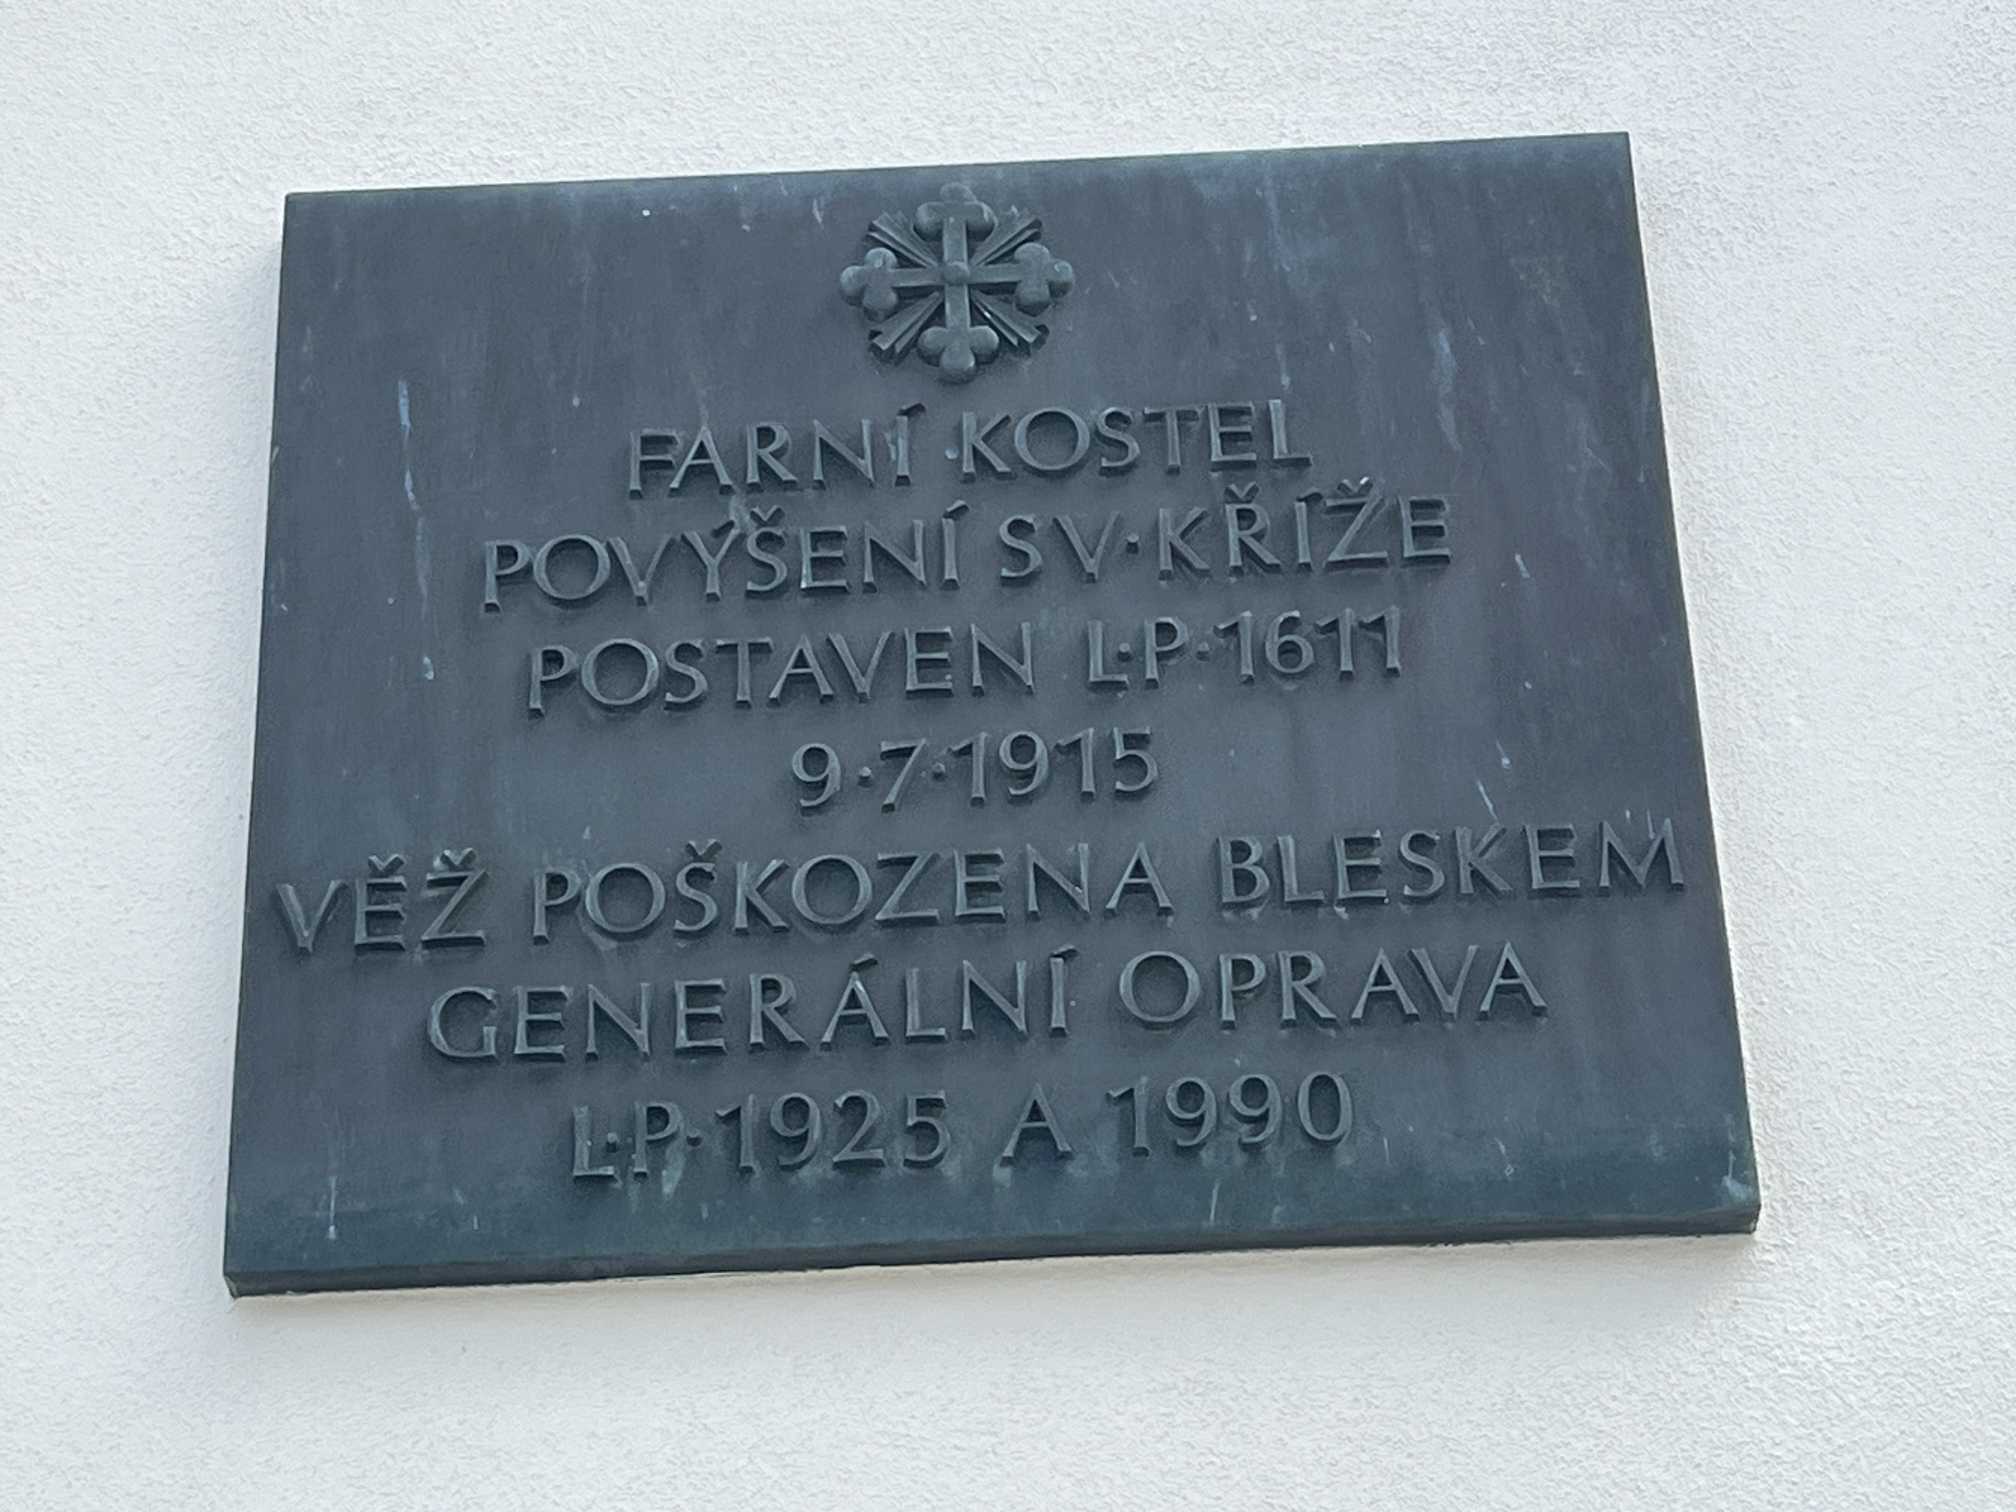 FARNÍ KOSTEL
POVÝŠENÍ SV·KŘÍŽE
POSTAVEN L·P·1611
9·7·1915
VĚŽ POŠKOZENA BLESKEM
GENERÁLNÍ OPRAVA
L·P·1925 A 1990